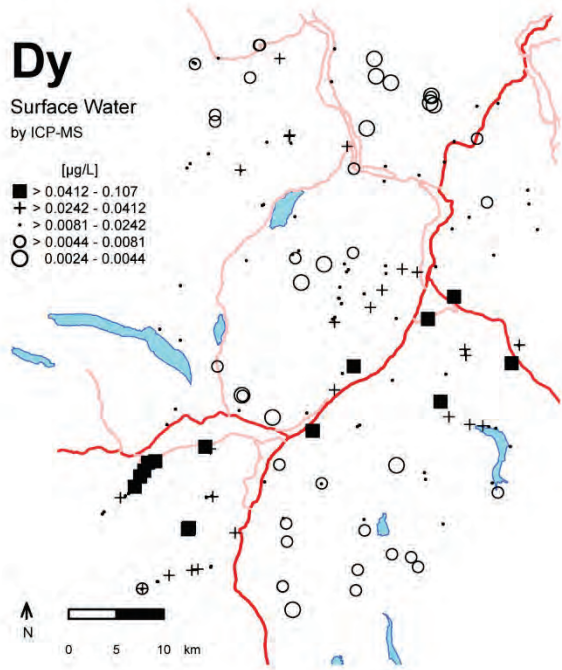 Dy
Surface Water
by ICP-MS
[µg/L]
> 0.0412 - 0.107
> 0.0242 - 0.0412
> 0.0081 - 0.0242
> 0.0044 - 0.0081
0.0024 - 0.0044
N
0 5 10 km